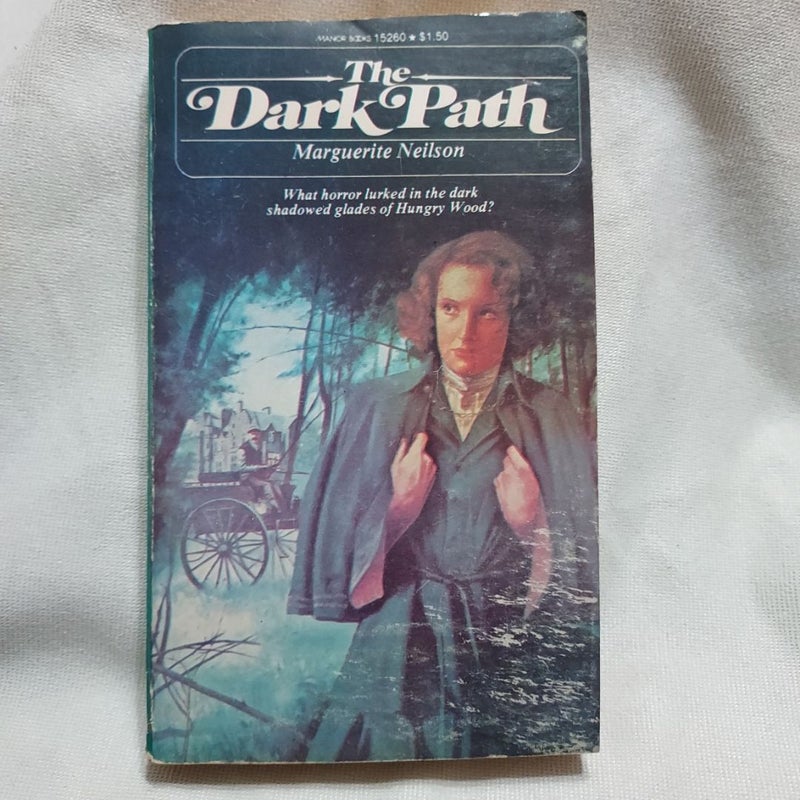 MANOR BOOKS 15260 ★ $1.50
The
Dark Path
Marguerite Neilson
What horror lurked in the dark
shadowed glades of Hungry Wood?